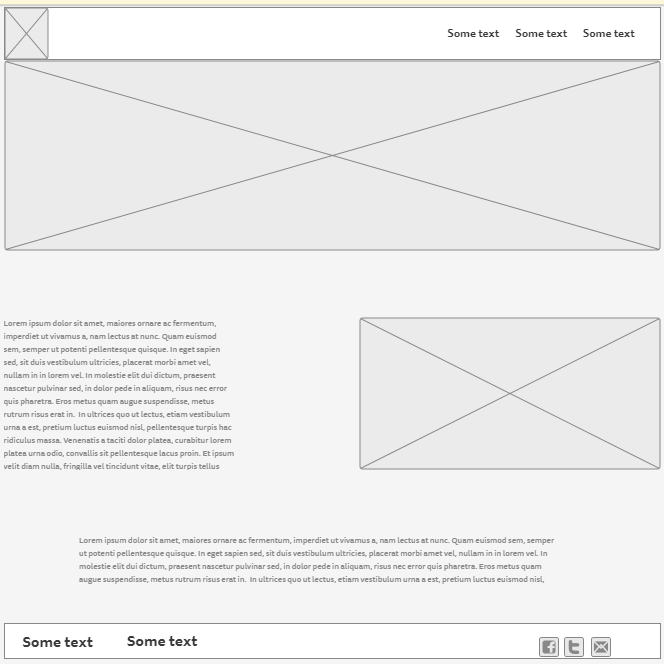 Some text Some text Some text
Lorem ipsum dolor sit amet, maiores ornare ac fermentum,
imperdiet ut vivamus a, nam lectus at nunc. Quam euismod
sem, semper ut potenti pellentesque quisque. In eget sapien
sed, sit duis vestibulum ultricies, placerat morbi amet vel,
nullam in in lorem vel. In molestie elit dui dictum, praesent
nascetur pulvinar sed, in dolor pede in aliquam, risus nec error
quis pharetra. Eros metus quam augue suspendisse, metus
rutrum risus erat in. In ultrices quo ut lectus, etiam vestibulum
urna a est, pretium luctus euismod nisl, pellentesque turpis hac
ridiculus massa. Venenatis a taciti dolor platea, curabitur lorem
platea urna odio, convallis sit pellentesque lacus proin. Et ipsum
velit diam nulla, fringilla vel tincidunt vitae, elit turpis tellus
Lorem ipsum dolor sit amet, maiores ornare ac fermentum, imperdiet ut vivamus a, nam lectus at nunc. Quam euismod sem, semper
ut potenti pellentesque quisque. In eget sapien sed, sit duis vestibulum ultricies, placerat morbi amet vel, nullam in in lorem vel. In
molestie elit dui dictum, praesent nascetur pulvinar sed, in dolor pede in aliquam, risus nec error quis pharetra. Eros metus quam
augue suspendisse, metus rutrum risus erat in. In ultrices quo ut lectus, etiam vestibulum urna a est, pretium luctus euismod nisl,
Some text Some text